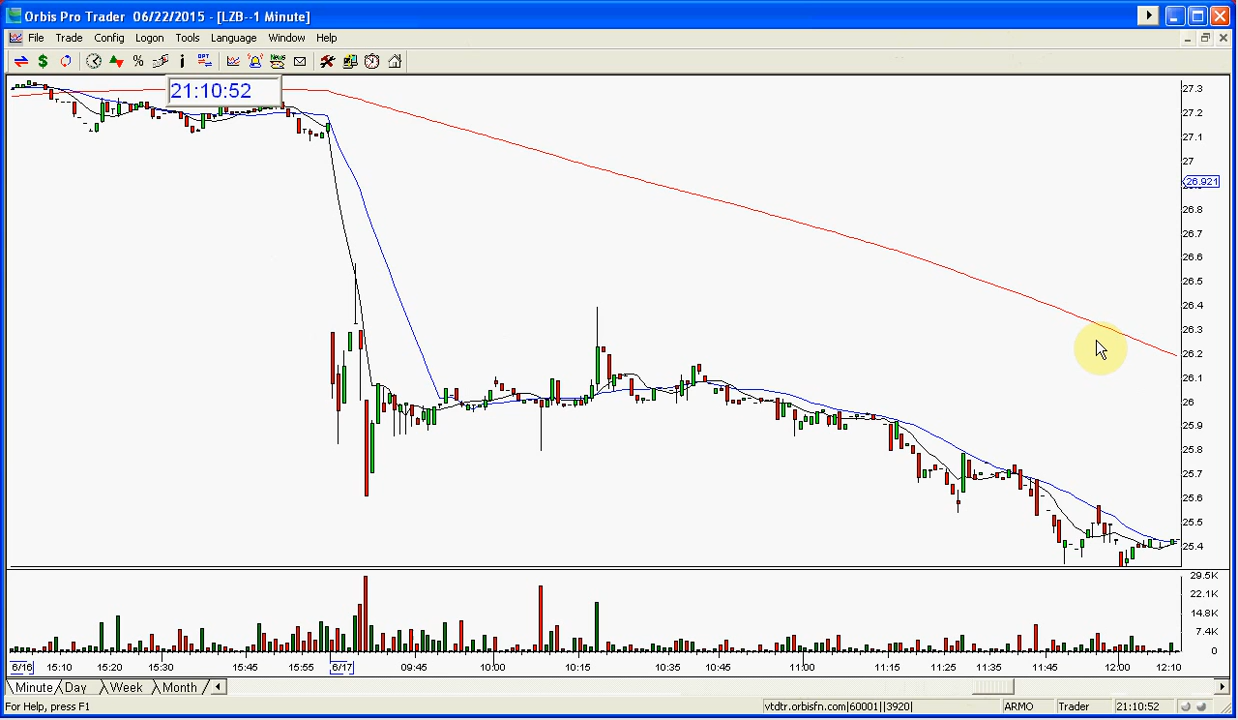 Orbis Pro Trader 06/22/2015 - [LZB--1 Minute]
File Trade Config Logon Tools Language Window Help
21:10:52
27.3
27.2
27.1
27
26.921
26.8
26.7
26.6
26.5
26.4
26.3
26.2
26.1
26
25.9
25.8
25.7
25.6
25.5
25.4
29.5K
22.1K
14.8K
7.4K
0
6/16 15:10 15:20 15:30 15:45 15:55 6/17 09:45 10:00 10:15 10:35 10:45 11:00 11:15 11:25 11:35 11:45 12:00 12:10
Minute Day Week Month
For Help, press F1 vtdtr.orbisfn.com|60001||3920| ARMO Trader 21:10:52